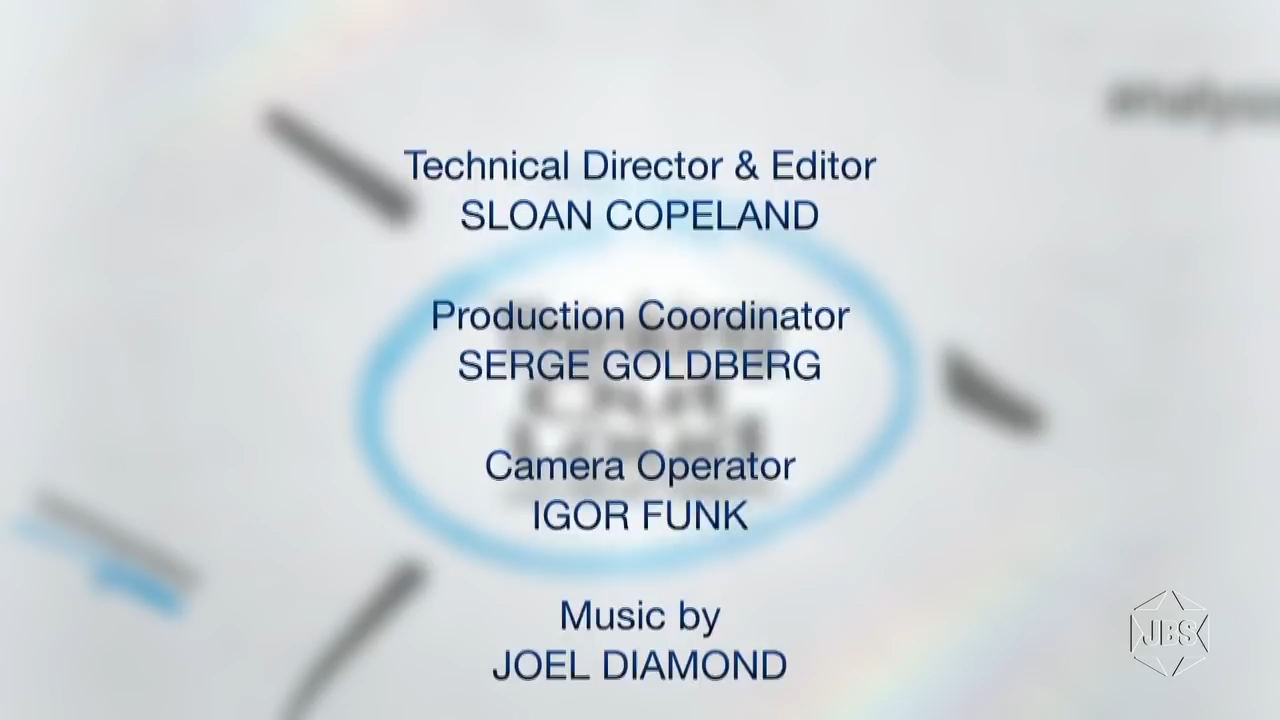 Technical Director & Editor
SLOAN COPELAND
Production Coordinator
SERGE GOLDBERG
Camera Operator
IGOR FUNK
Music by
JOEL DIAMOND
JBS